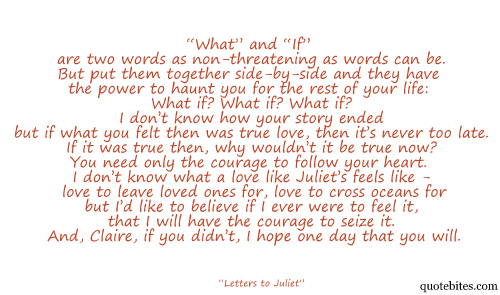 “What” and “If”
are two words as non-threatening as words can be.
But put them together side-by-side and they have
the power to haunt you for the rest of your life:
What if? What if? What if?
I don’t know how your story ended
but if what you felt then was true love, then it’s never too late.
If it was true then, why wouldn’t it be true now?
You need only the courage to follow your heart.
I don’t know what a love like Juliet’s feels like -
love to leave loved ones for, love to cross oceans for
but I’d like to believe if I ever were to feel it,
that I will have the courage to seize it.
And, Claire, if you didn’t, I hope one day that you will.
“Letters to Juliet”
quotebites.com